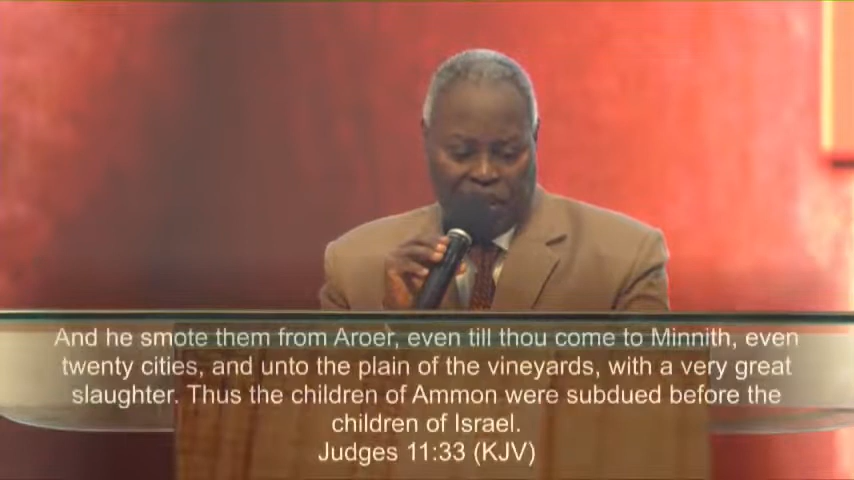 And he smote them from Aroer, even till thou come to Minnith, even
twenty cities, and unto the plain of the vineyards, with a very great
slaughter. Thus the children of Ammon were subdued before the
children of Israel.
Judges 11:33 (KJV)